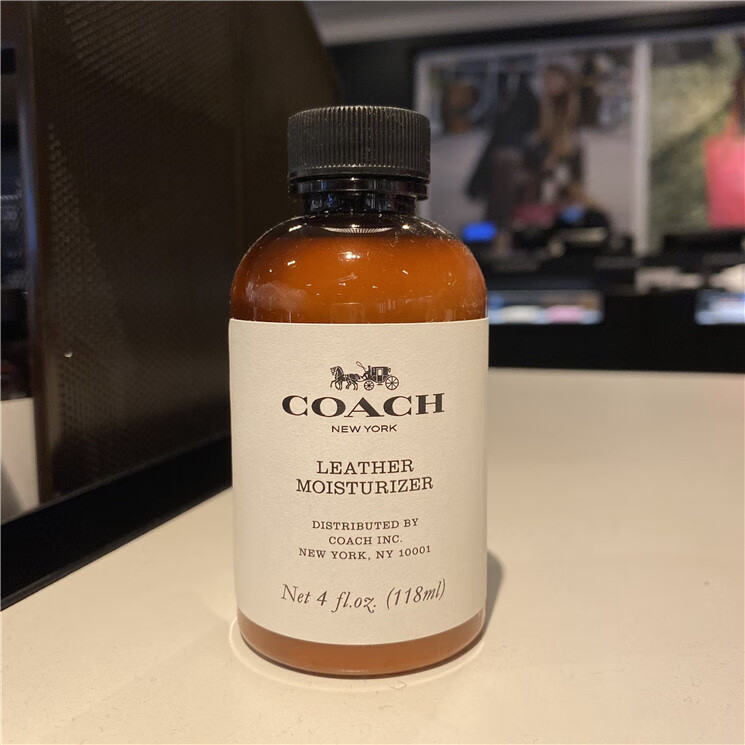 COACH
NEW YORK
LEATHER
MOISTURIZER
DISTRIBUTED BY
COACH INC.
NEW YORK, NY 10001
Net 4 fl.oz. (118ml)